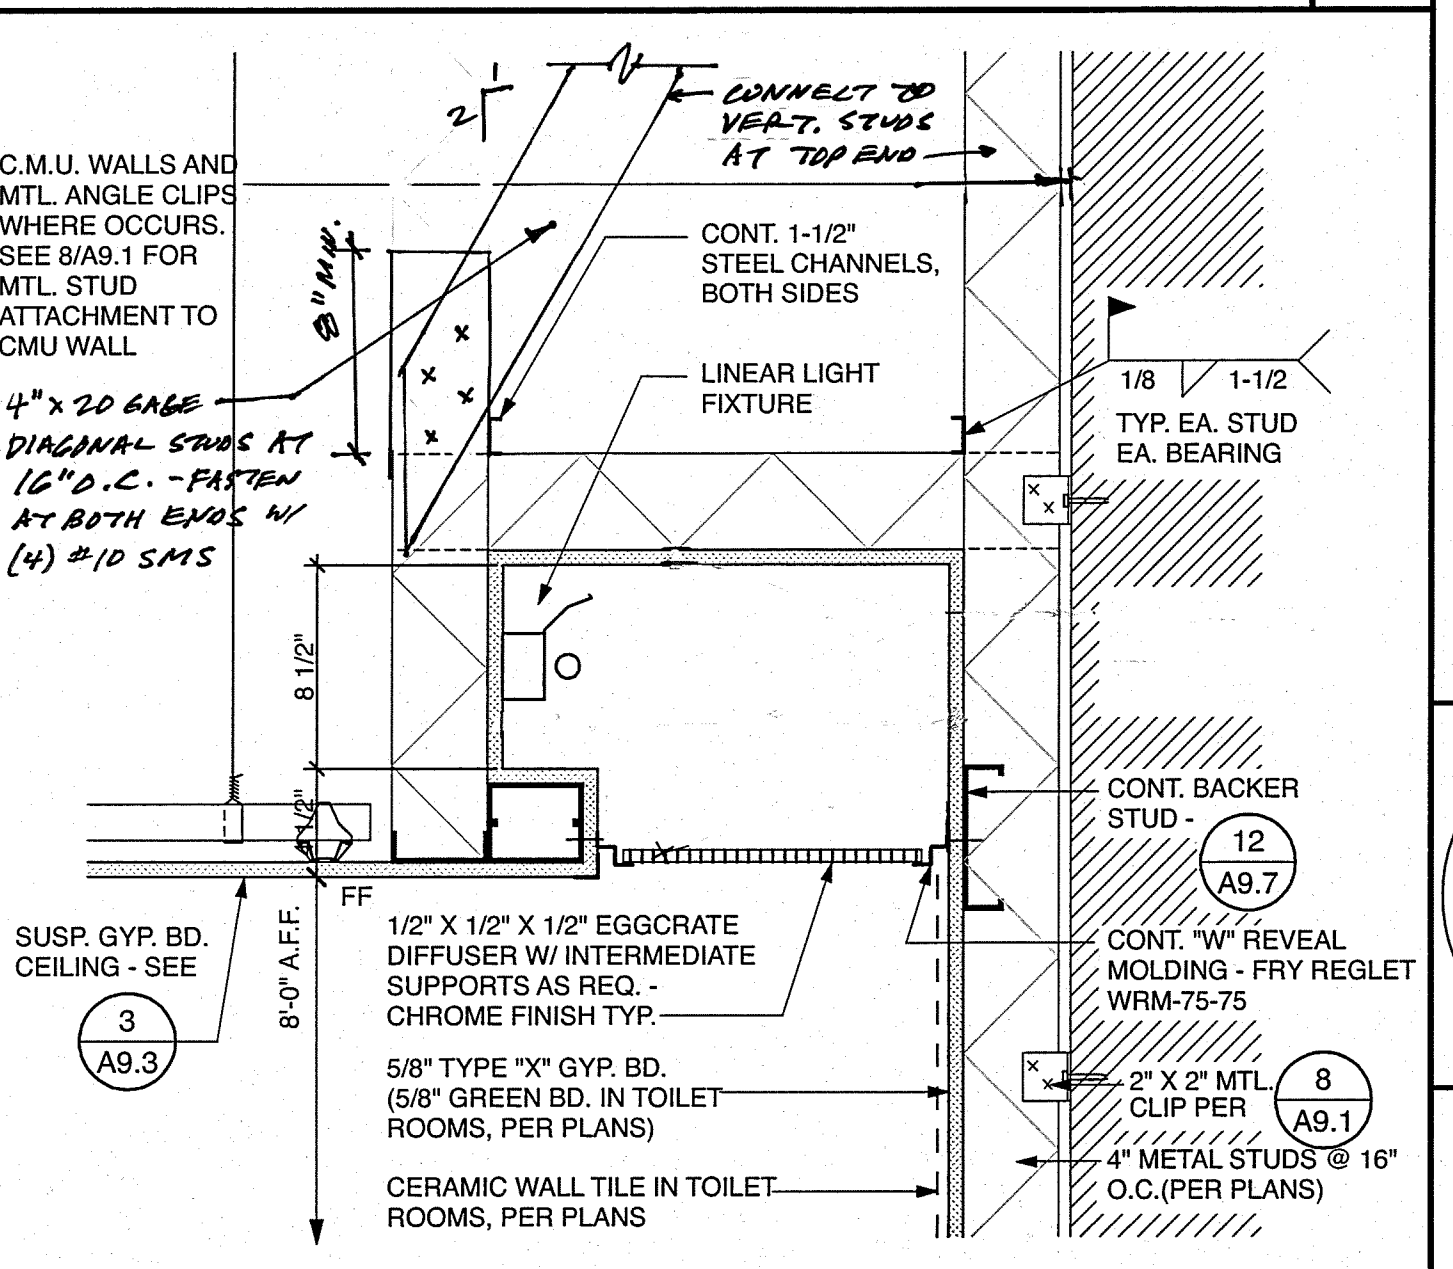 1
2
CONNECT TO
VERT. STUDS
AT TOP END
C.M.U. WALLS AND
MTL. ANGLE CLIPS
WHERE OCCURS.
SEE 8/A9.1 FOR
MTL. STUD
ATTACHMENT TO
CMU WALL
8" MIN.
CONT. 1-1/2"
STEEL CHANNELS,
BOTH SIDES
LINEAR LIGHT
FIXTURE
1/8 1-1/2
TYP. EA. STUD
EA. BEARING
4" x 20 GAGE
DIAGONAL STUDS AT
16" O.C. - FASTEN
AT BOTH ENDS W/
(4) #10 SMS
8 1/2"
1/2"
FF
8'-0" A.F.F.
CONT. BACKER
STUD -
12
A9.7
SUSP. GYP. BD.
CEILING - SEE
3
A9.3
1/2" X 1/2" X 1/2" EGGCRATE
DIFFUSER W/ INTERMEDIATE
SUPPORTS AS REQ. -
CHROME FINISH TYP.
CONT. "W" REVEAL
MOLDING - FRY REGLET
WRM-75-75
5/8" TYPE "X" GYP. BD.
(5/8" GREEN BD. IN TOILET
ROOMS, PER PLANS)
2" X 2" MTL.
CLIP PER
8
A9.1
4" METAL STUDS @ 16"
O.C.(PER PLANS)
CERAMIC WALL TILE IN TOILET
ROOMS, PER PLANS